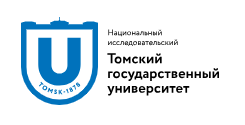 U
TOMSK-1878
Национальный
исследовательский
Томский
государственный
университет